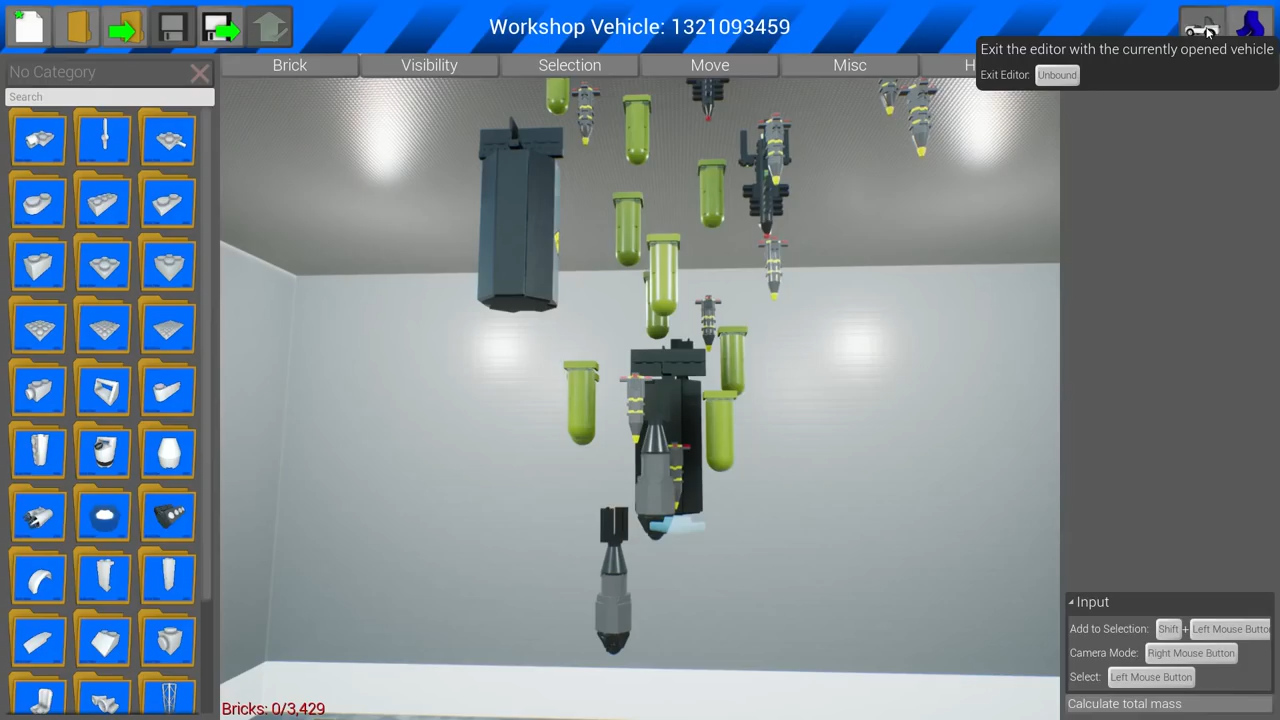 Workshop Vehicle: 1321093459
Exit the editor with the currently opened vehicle
Exit Editor: Unbound
No Category
Brick
Visibility
Selection
Move
Misc
H
Search
Input
Add to Selection: Shift + Left Mouse Butto
Camera Mode: Right Mouse Button
Select: Left Mouse Button
Calculate total mass
Bricks: 0/3,429